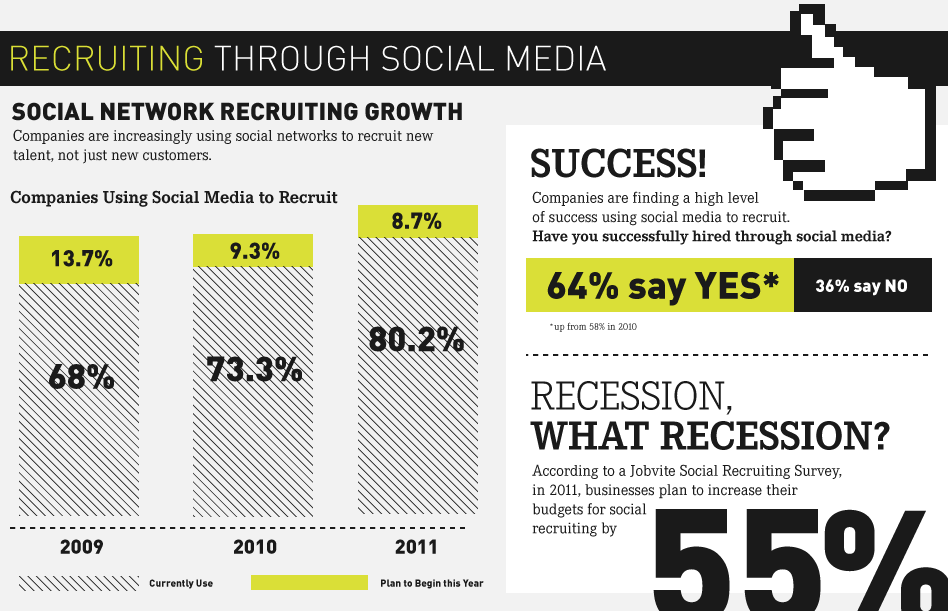 RECRUITING THROUGH SOCIAL MEDIA
SOCIAL NETWORK RECRUITING GROWTH
Companies are increasingly using social networks to recruit new
talent, not just new customers.
Companies Using Social Media to Recruit
13.7%
9.3%
8.7%
68%
73.3%
80.2%
2009
2010
2011
Currently Use
Plan to Begin this Year
SUCCESS!
Companies are finding a high level
of success using social media to recruit.
Have you successfully hired through social media?
64% say YES*
36% say NO
*up from 58% in 2010
RECESSION,
WHAT RECESSION?
According to a Jobvite Social Recruiting Survey,
in 2011, businesses plan to increase their
budgets for social
recruiting by
55%